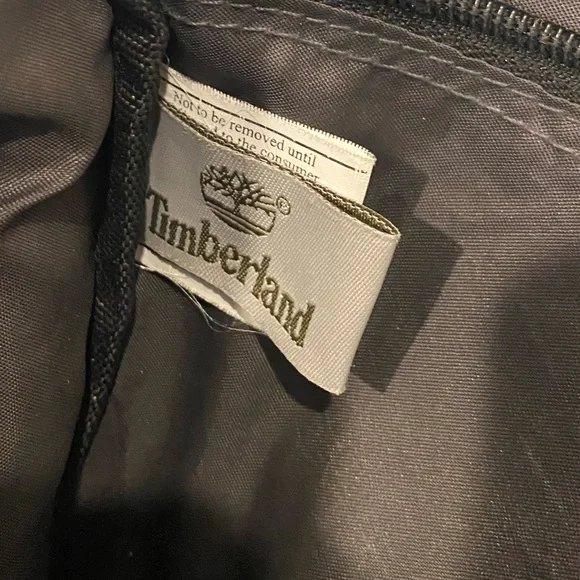 Not to be removed until
to the consumer
®
Timberland